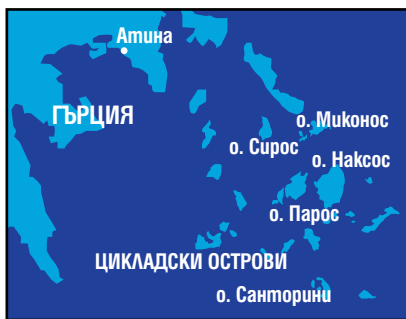 Атина
ГЪРЦИЯ
о. Миконос
о. Сирос
о. Наксос
о. Парос
ЦИКЛАДСКИ ОСТРОВИ
о. Санторини